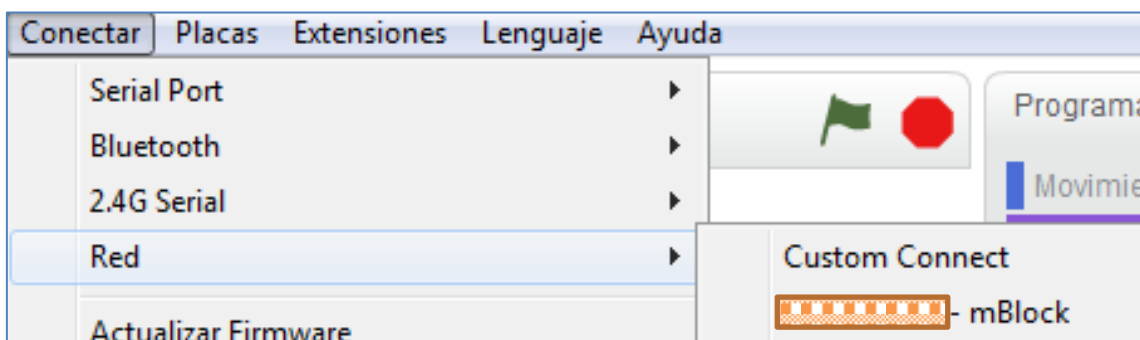 Conectar Placas Extensiones Lenguaje Ayuda
Serial Port
Bluetooth
2.4G Serial
Red
Actualizar Firmware
Custom Connect
- mBlock
Programa
Movimie